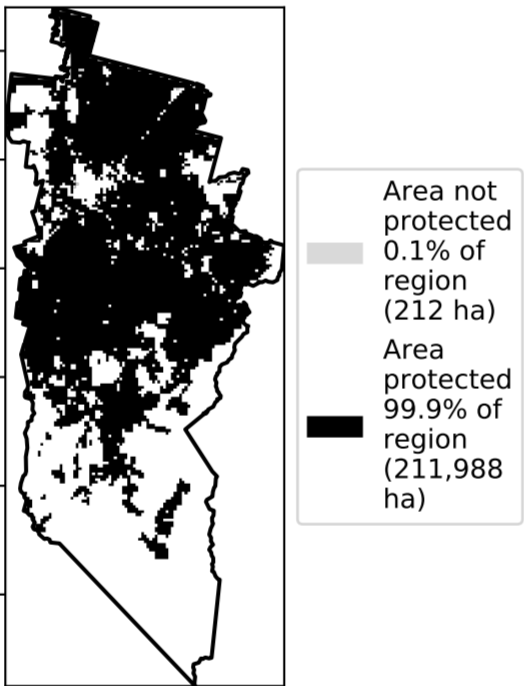 Area not
protected
0.1% of
region
(212 ha)
Area
protected
99.9% of
region
(211,988
ha)